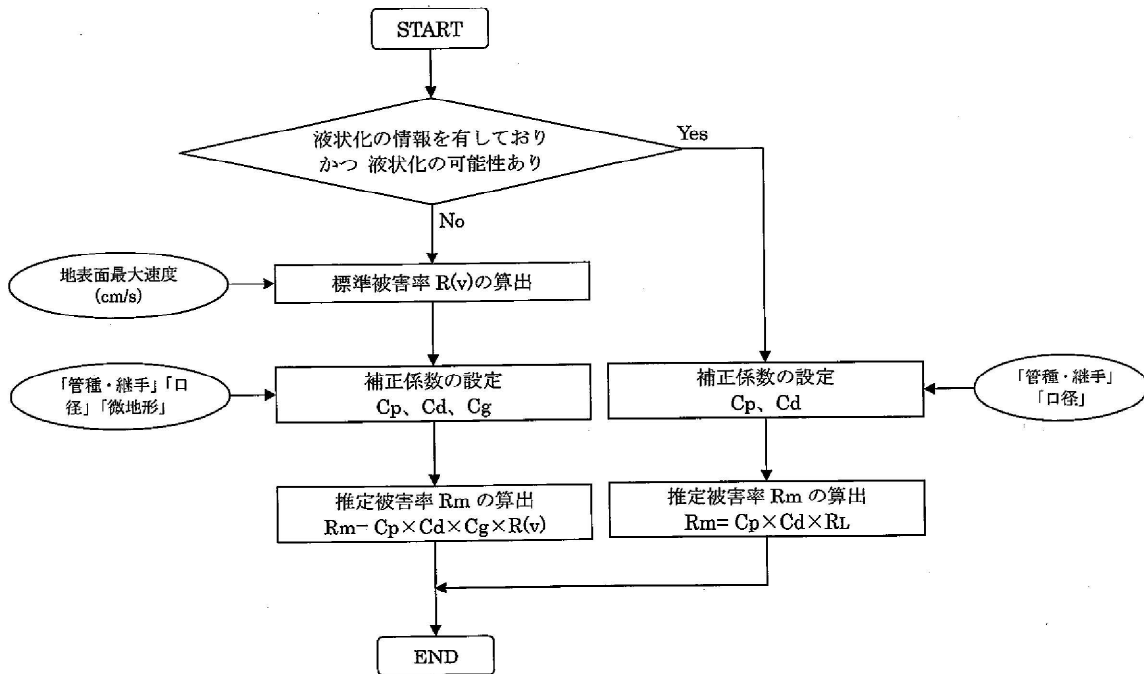 START
液状化の情報を有しており
かつ 液状化の可能性あり
Yes
No
地表面最大速度
(cm/s)
標準被害率 R(v)の算出
「管種・継手」「口
径」「微地形」
補正係数の設定
Cp、Cd、Cg
補正係数の設定
Cp、Cd
「管種・継手」
「口径」
推定被害率 Rm の算出
Rm= Cp×Cd×Cg×R(v)
推定被害率 Rm の算出
Rm= Cp×Cd×RL
END